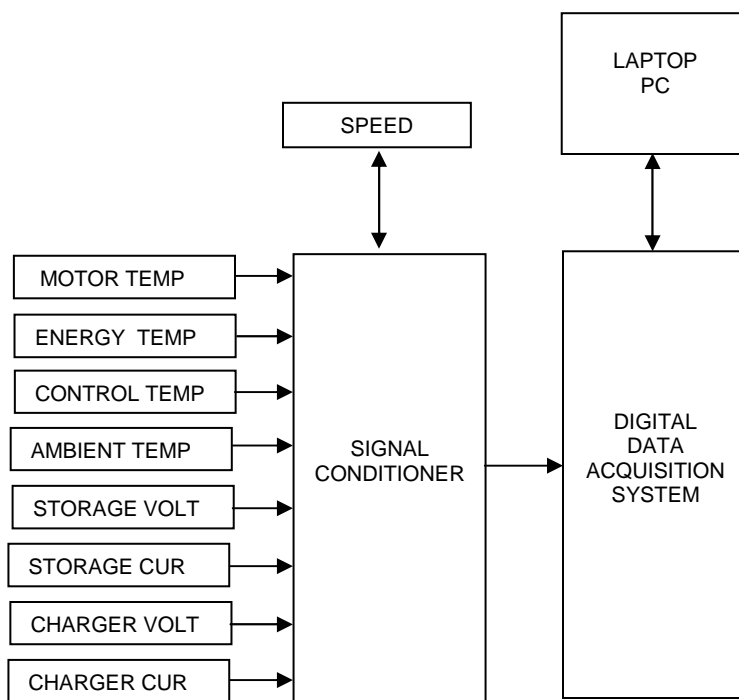 LAPTOP
PC
SPEED
MOTOR TEMP
ENERGY TEMP
CONTROL TEMP
AMBIENT TEMP
STORAGE VOLT
STORAGE CUR
CHARGER VOLT
CHARGER CUR
SIGNAL
CONDITIONER
DIGITAL
DATA
ACQUISITION
SYSTEM